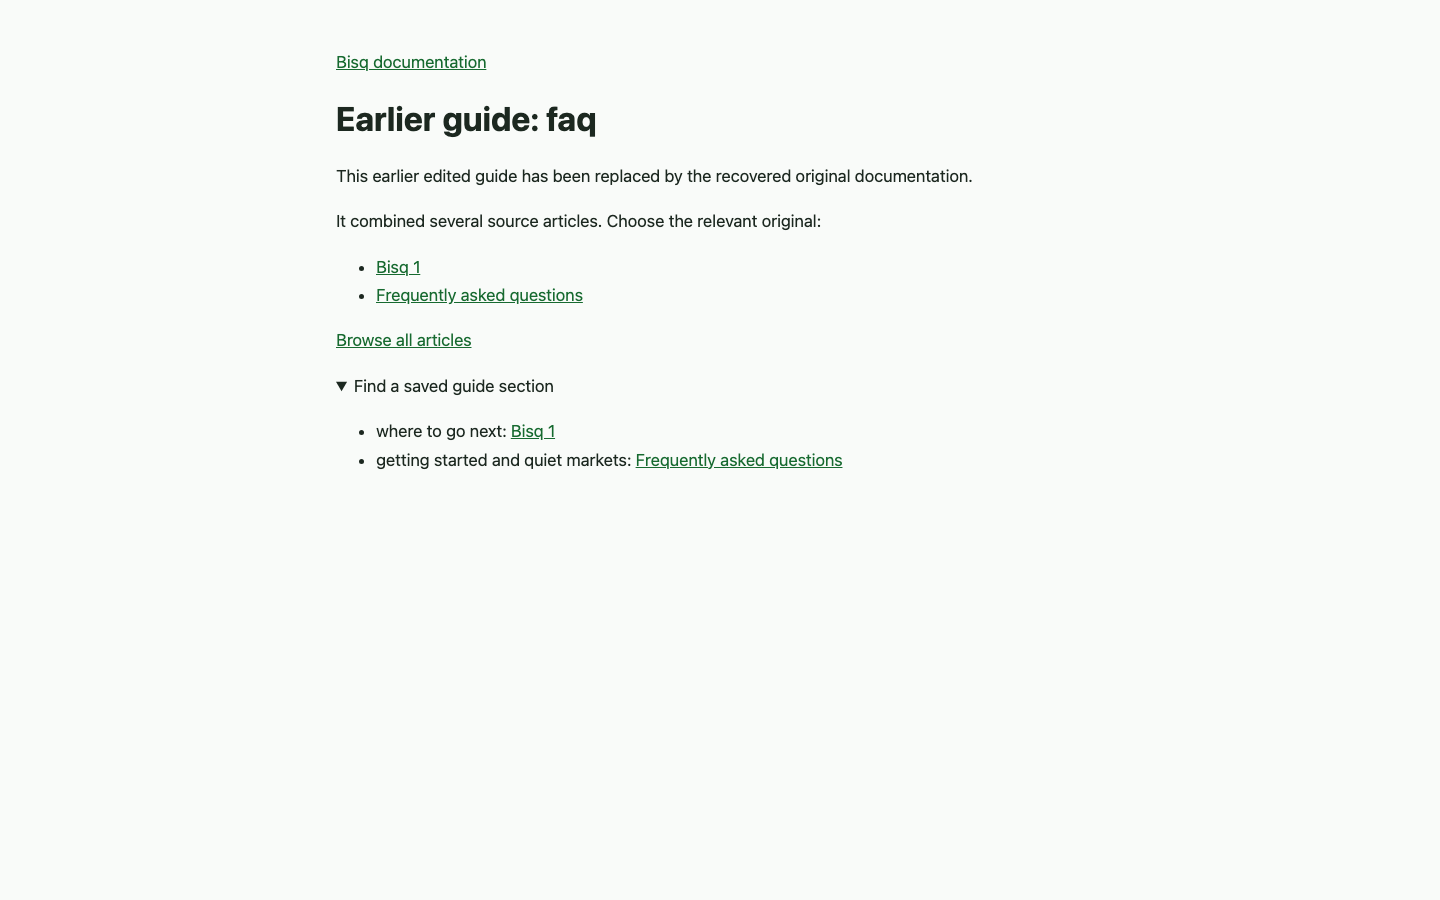 Bisq documentation
Earlier guide: faq
This earlier edited guide has been replaced by the recovered original documentation.
It combined several source articles. Choose the relevant original:
Bisq 1
Frequently asked questions
Browse all articles
Find a saved guide section
where to go next: Bisq 1
getting started and quiet markets: Frequently asked questions